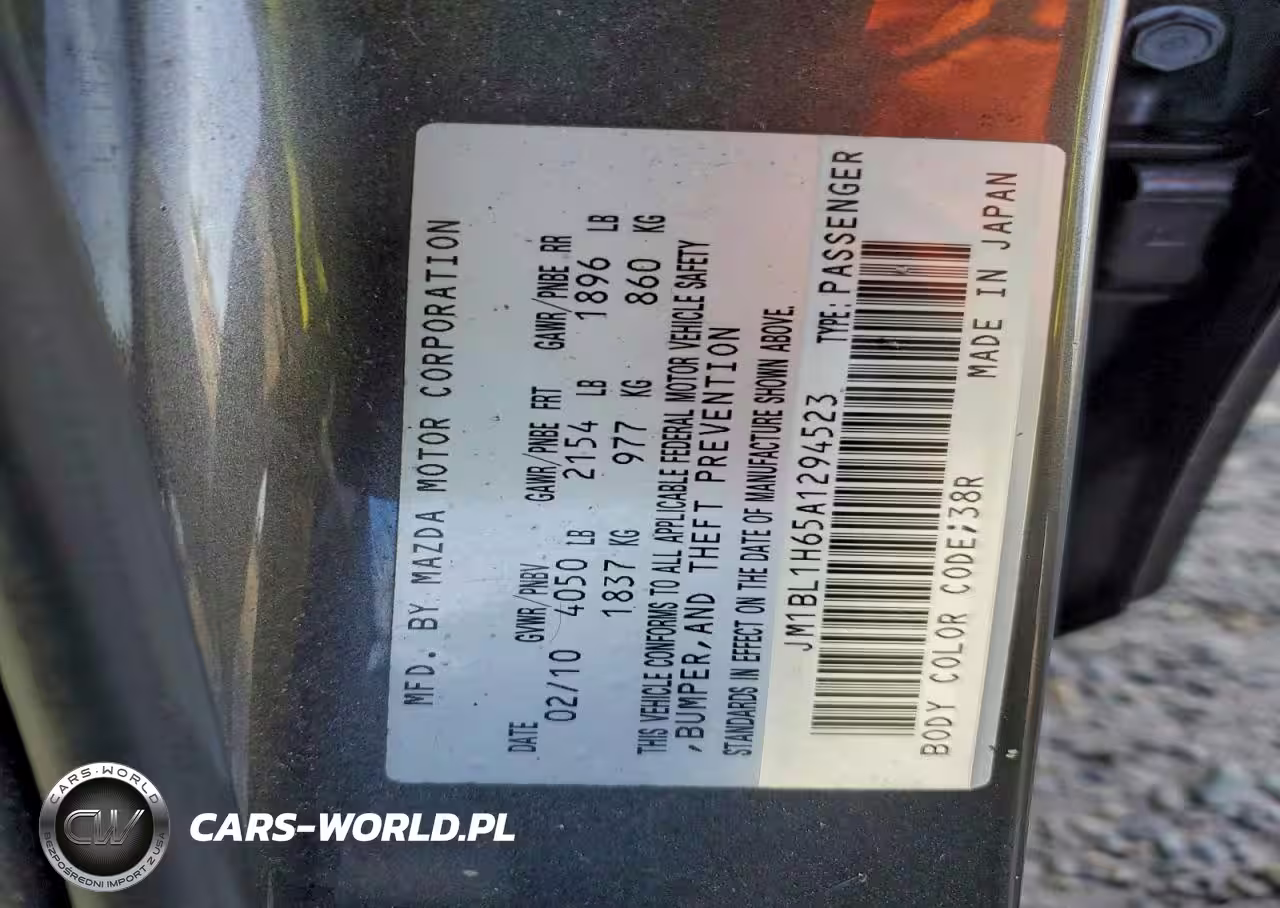 MFD. BY MAZDA MOTOR CORPORATION
DATE GVWR/PNBV GAWR/PNBE FRT GAWR/PNBE RR
02/10 4050 LB 2154 LB 1896 LB
1837 KG 977 KG 860 KG
THIS VEHICLE CONFORMS TO ALL APPLICABLE FEDERAL MOTOR VEHICLE SAFETY
,BUMPER,AND THEFT PREVENTION
STANDARDS IN EFFECT ON THE DATE OF MANUFACTURE SHOWN ABOVE.
JM1BL1H65A1294523 TYPE: PASSENGER
BODY COLOR CODE;38R MADE IN JAPAN
CARS-WORLD
CW
BEZPOŚREDNI IMPORT Z USA
CARS-WORLD.PL